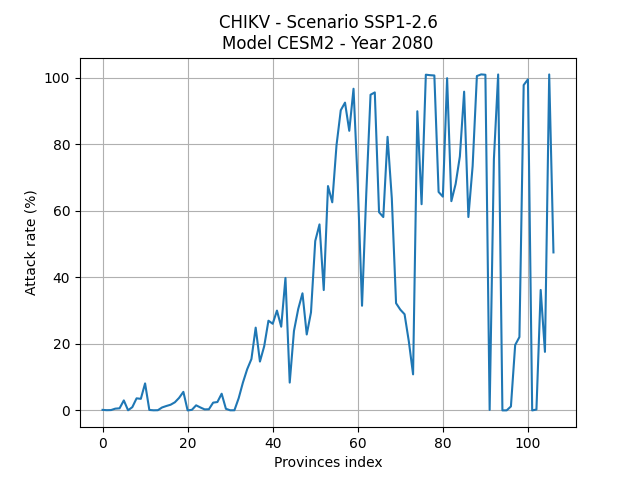 CHIKV - Scenario SSP1-2.6
Model CESM2 - Year 2080
100
80
60
40
20
0
Attack rate (%)
0 20 40 60 80 100
Provinces index